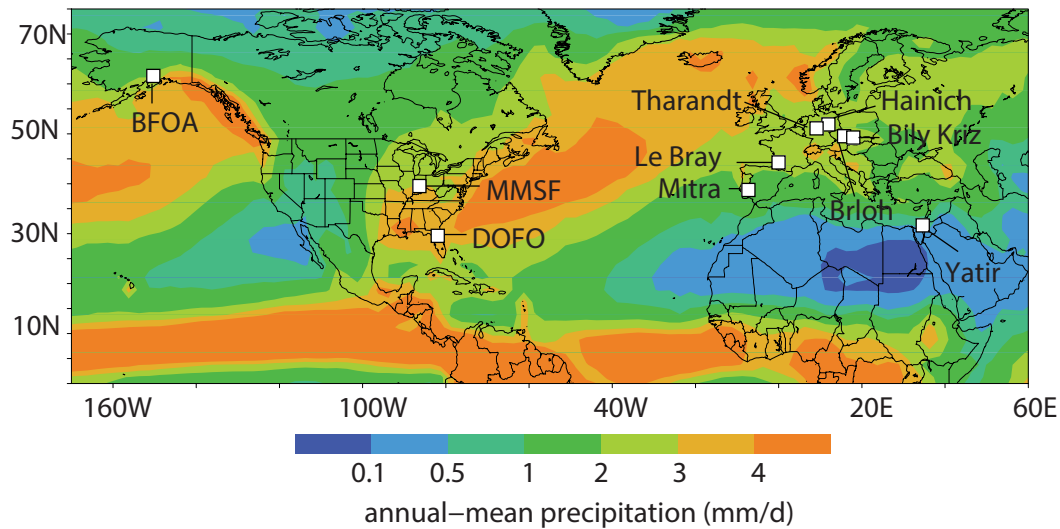 70N
50N
30N
10N
BFOA
Tharandt
Hainich
Bily Kriz
Le Bray
Mitra
MMSF
Brloh
DOFO
Yatir
160W 100W 40W 20E 60E
0.1 0.5 1 2 3 4
annual–mean precipitation (mm/d)